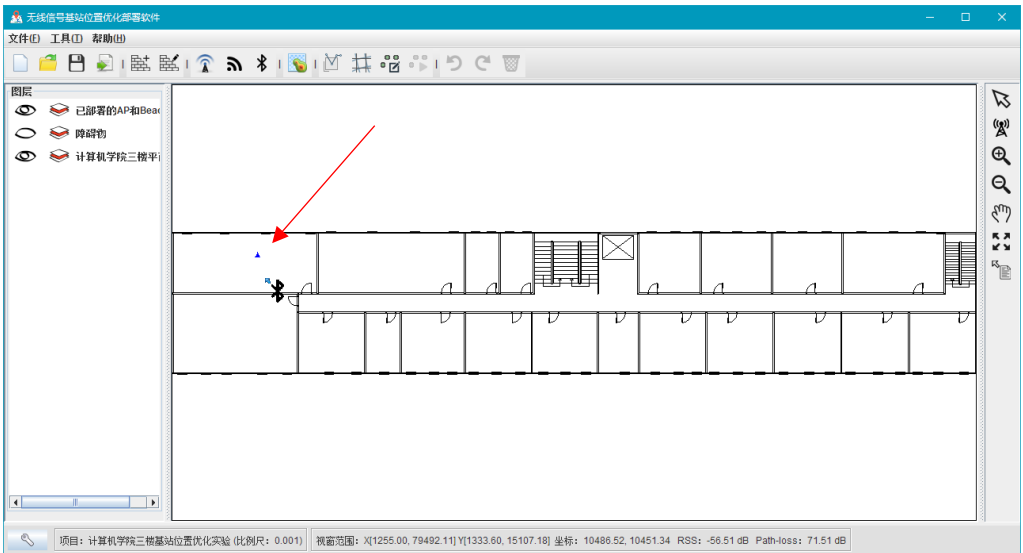 无线信号基站位置优化部署软件
文件(F) 工具(T) 帮助(H)
图层
已部署的AP和Beac
障碍物
计算机学院三楼平
项目：计算机学院三楼基站位置优化实验 (比例尺：0.001) 视窗范围：X[1255.00, 79492.11] Y[1333.60, 15107.18] 坐标：10486.52, 10451.34 RSS：-56.51 dB Path-loss：71.51 dB